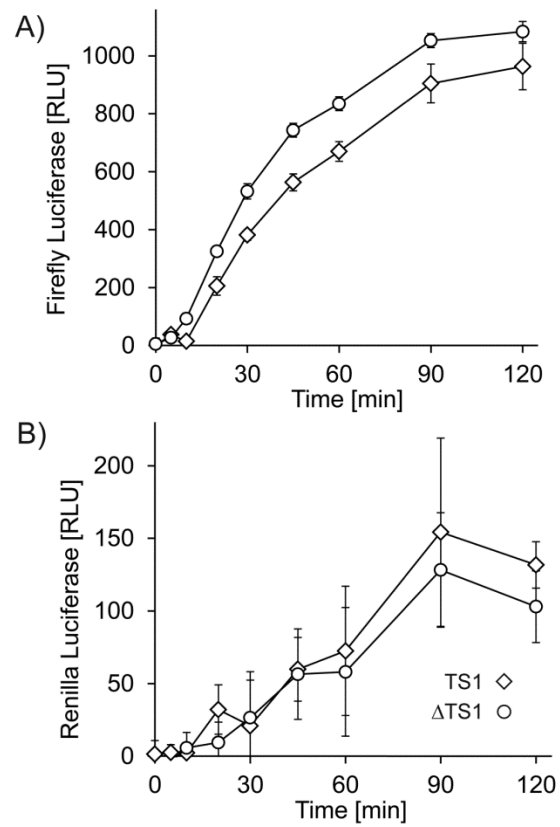 A)
Firefly Luciferase [RLU]
1000
800
600
400
200
0
0 30 60 90 120
Time [min]
B)
Renilla Luciferase [RLU]
200
150
100
50
0
TS1
ΔTS1
0 30 60 90 120
Time [min]